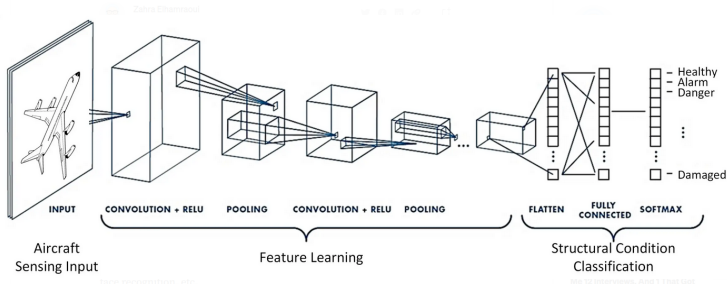 Healthy
Alarm
Danger
Damaged
INPUT
CONVOLUTION + RELU
POOLING
CONVOLUTION + RELU
POOLING
FLATTEN
FULLY
CONNECTED
SOFTMAX
Aircraft
Sensing Input
Feature Learning
Structural Condition
Classification